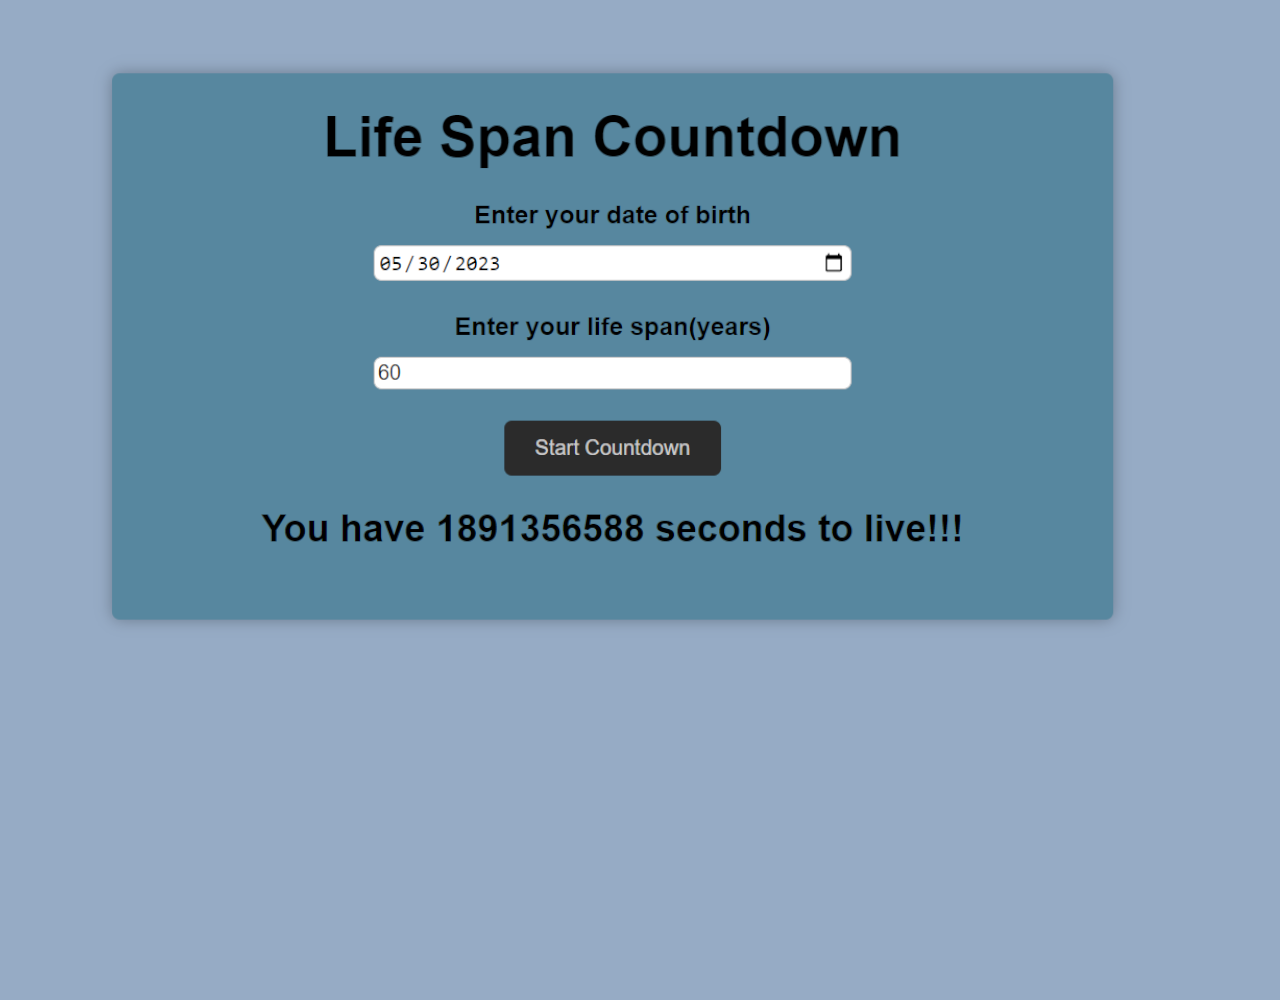 Life Span Countdown
Enter your date of birth
05/30/2023
Enter your life span(years)
60
Start Countdown
You have 1891356588 seconds to live!!!